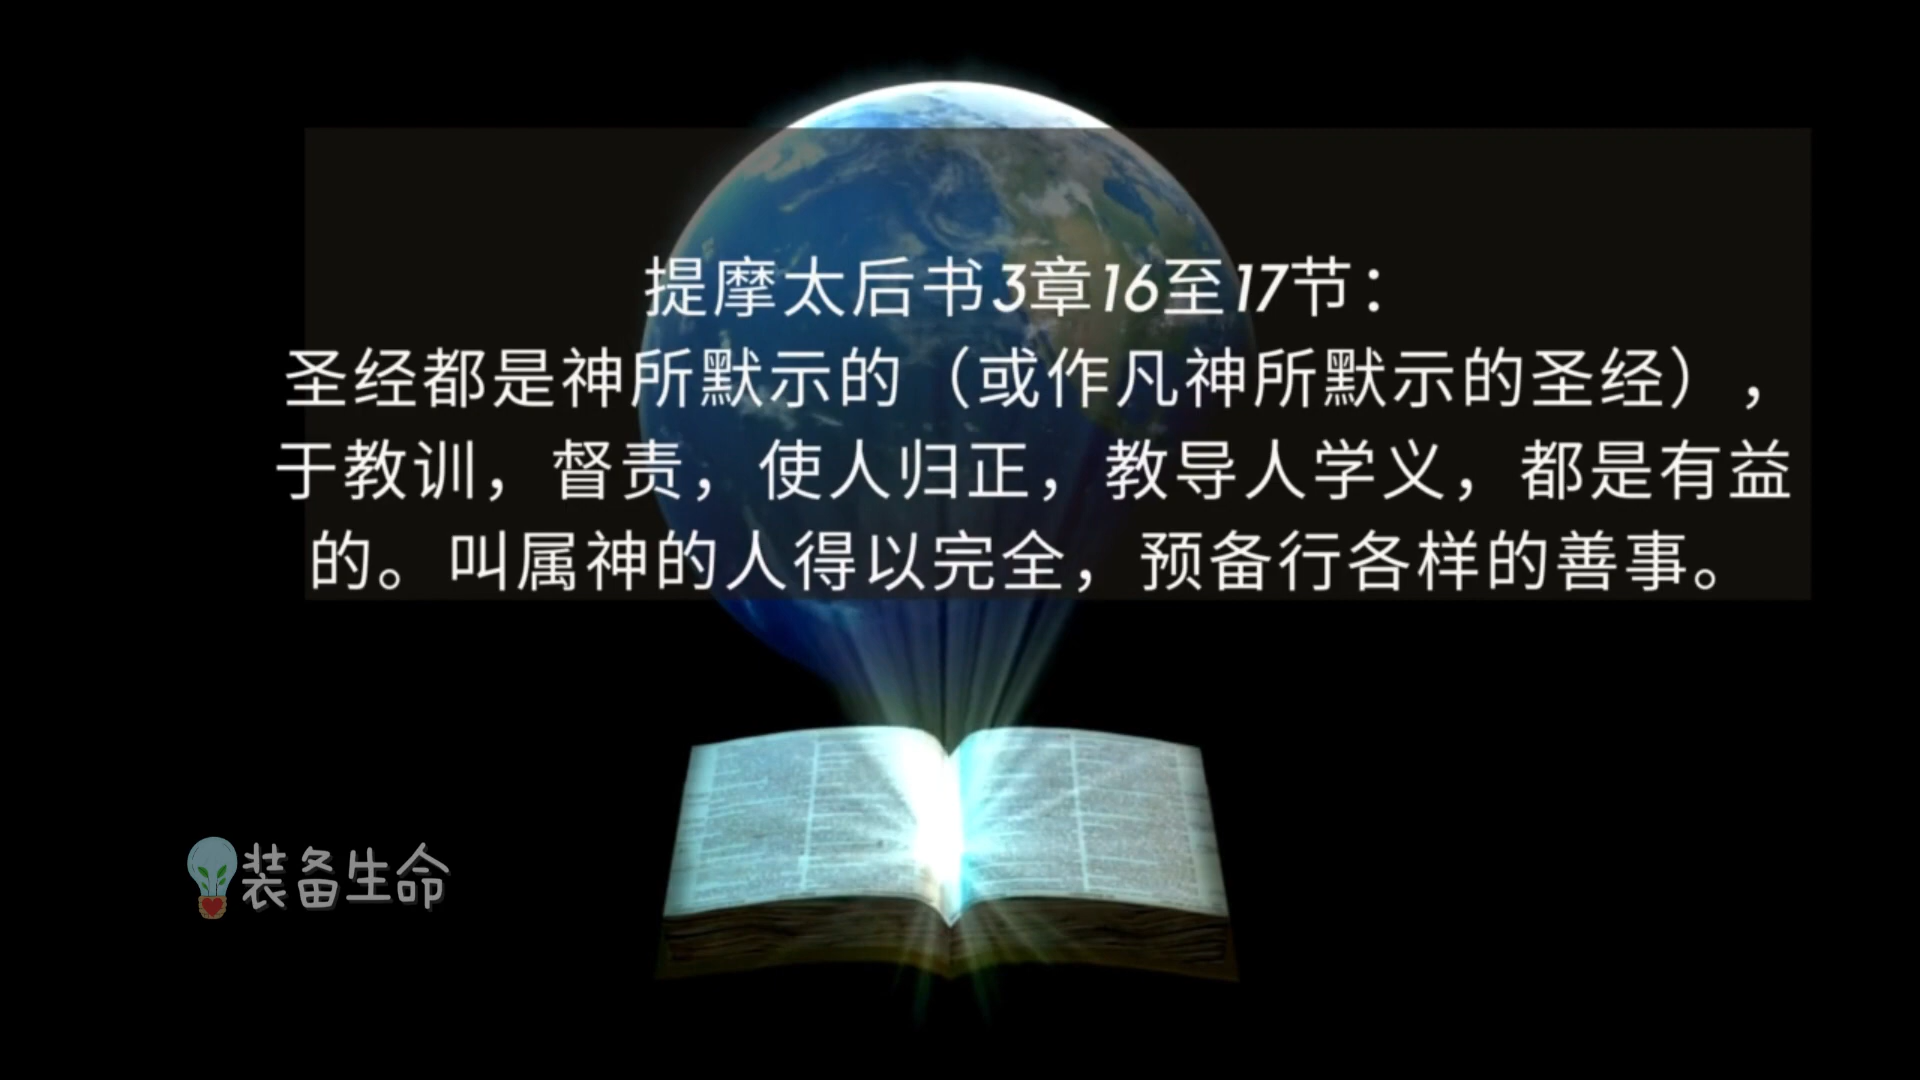 提摩太后书3章16至17节：
圣经都是神所默示的（或作凡神所默示的圣经），
于教训，督责，使人归正，教导人学义，都是有益
的。叫属神的人得以完全，预备行各样的善事。
装备生命